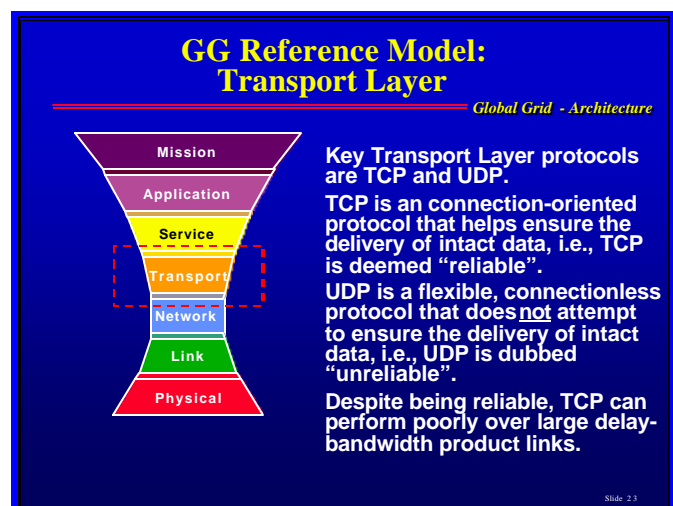 GG Reference Model:
Transport Layer
Global Grid - Architecture
Mission
Application
Service
Transport
Network
Link
Physical
Key Transport Layer protocols
are TCP and UDP.
TCP is an connection-oriented
protocol that helps ensure the
delivery of intact data, i.e., TCP
is deemed “reliable”.
UDP is a flexible, connectionless
protocol that does not attempt
to ensure the delivery of intact
data, i.e., UDP is dubbed
“unreliable”.
Despite being reliable, TCP can
perform poorly over large delay-
bandwidth product links.
Slide 23